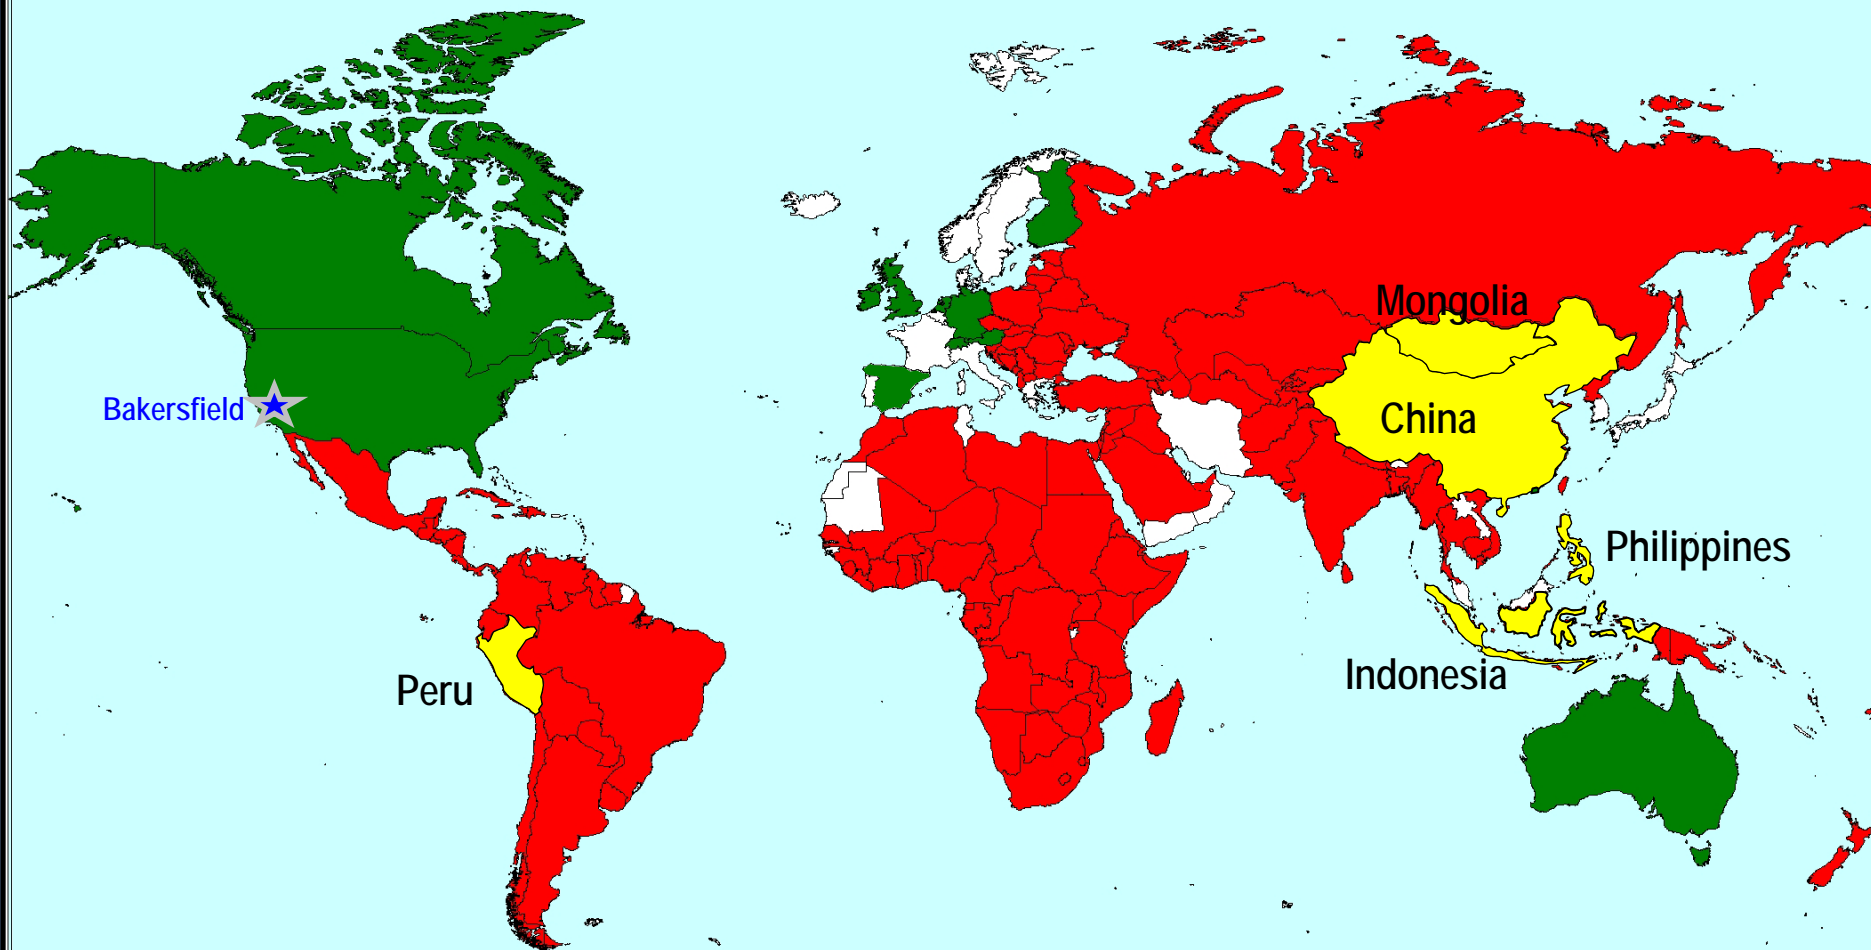 Mongolia
Bakersfield
China
Philippines
Indonesia
Peru